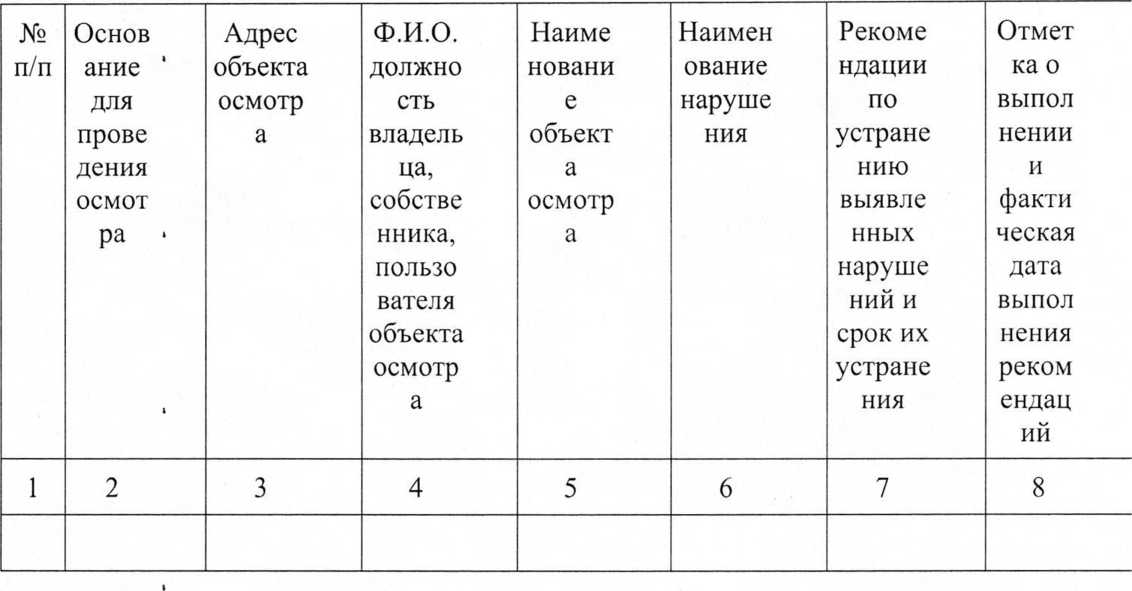 №
п/п
Основ
ание
для
прове
дения
осмот
ра
Адрес
объекта
осмотр
а
Ф.И.О.
должно
сть
владель
ца,
собстве
нника,
пользо
вателя
объекта
осмотр
а
Наиме
новани
е
объект
а
осмотр
а
Наимен
ование
наруше
ния
Рекоме
ндации
по
устране
нию
выявле
нных
наруше
ний и
срок их
устране
ния
Отмет
ка о
выпол
нении
и
факти
ческая
дата
выпол
нения
реком
ендац
ий
1
2
3
4
5
6
7
8